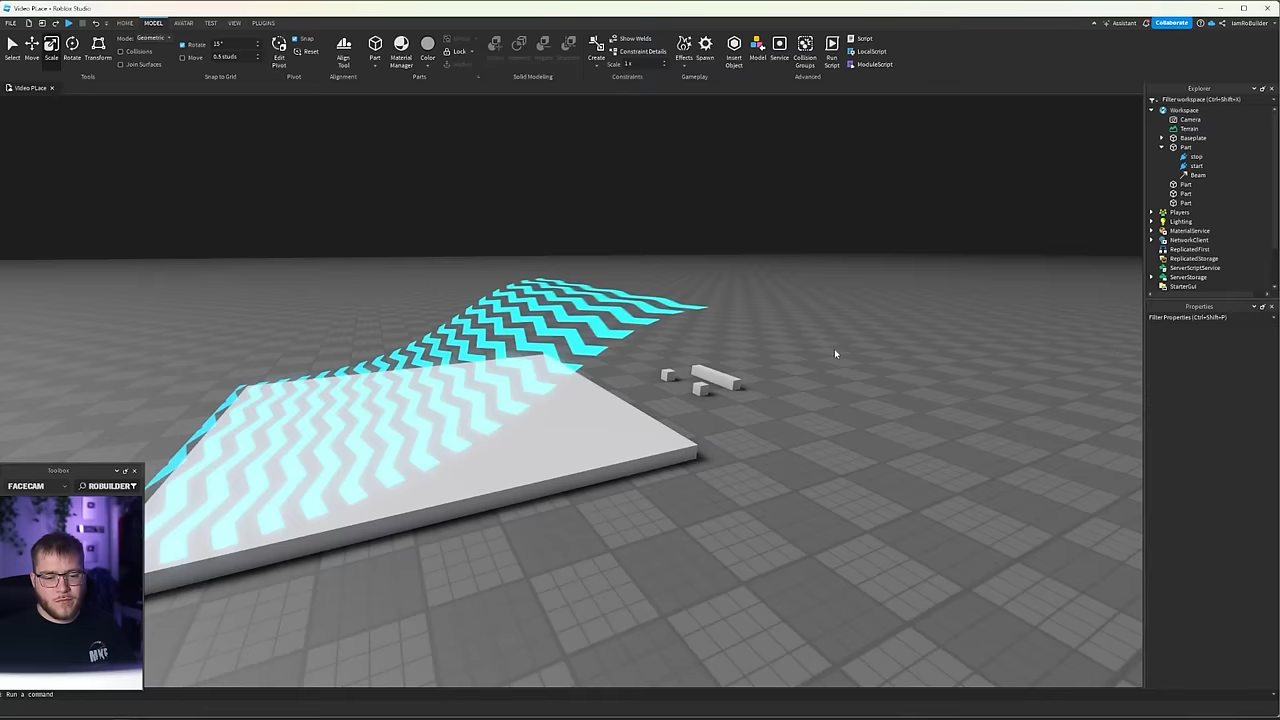 Video PLace - Roblox Studio
FILE HOME MODEL AVATAR TEST VIEW PLUGINS Assistant Collaborate IamRoBuilder
Mode: Geometric Rotate 15° Snap Show Welds Script
Collisions Move 0.5 studs Reset Lock Constraint Details LocalScript
Join Surfaces Scale 1x ModuleScript
Select Move Scale Rotate Transform Edit Pivot Align Tool Part Material Manager Color Create Effects Spawn Insert Object Model Service Collision Groups Run Script
Tools Snap to Grid Pivot Alignment Parts Solid Modeling Constraints Gameplay Advanced
Video PLace
Explorer
Filter workspace (Ctrl+Shift+X)
Workspace
Camera
Terrain
Baseplate
Part
stop
start
Beam
Part
Part
Part
Players
Lighting
MaterialService
NetworkClient
ReplicatedFirst
ReplicatedStorage
ServerScriptService
ServerStorage
StarterGui
Properties
Filter Properties (Ctrl+Shift+P)
Toolbox
FACECAM ROBUILDER
Run a command